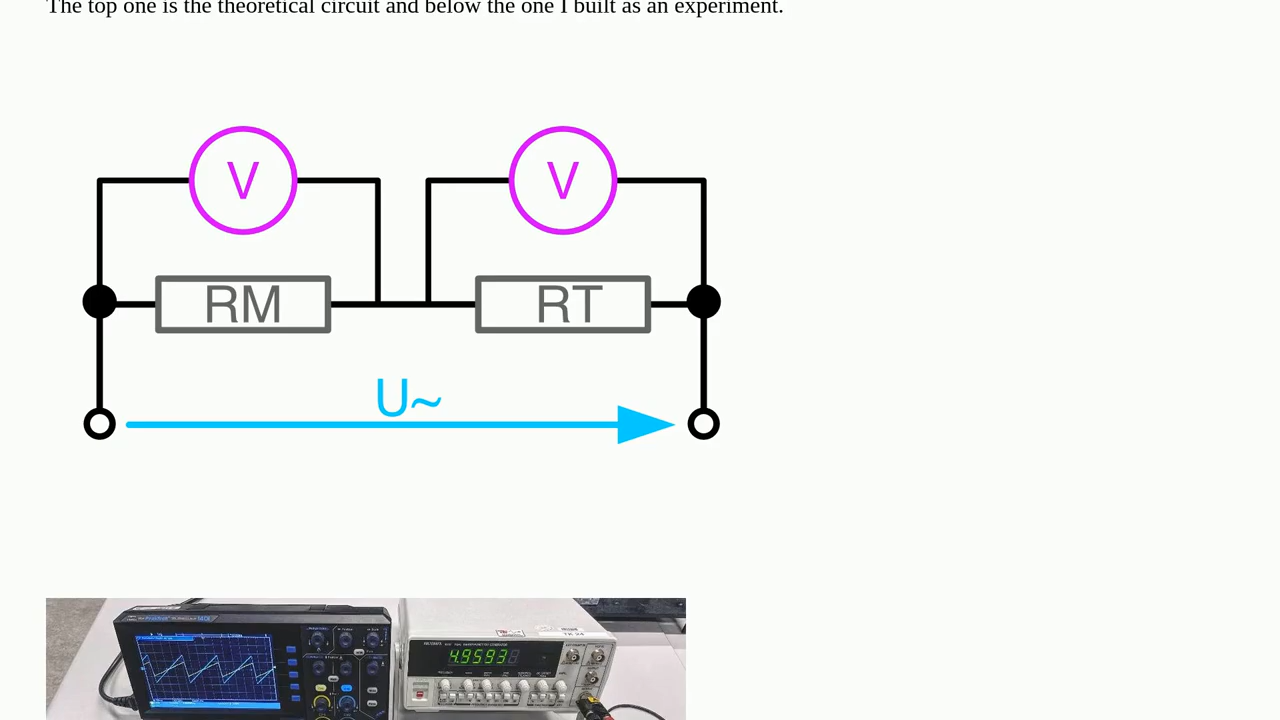 The top one is the theoretical circuit and below the one I built as an experiment.
V
V
RM
RT
U~
4.9593